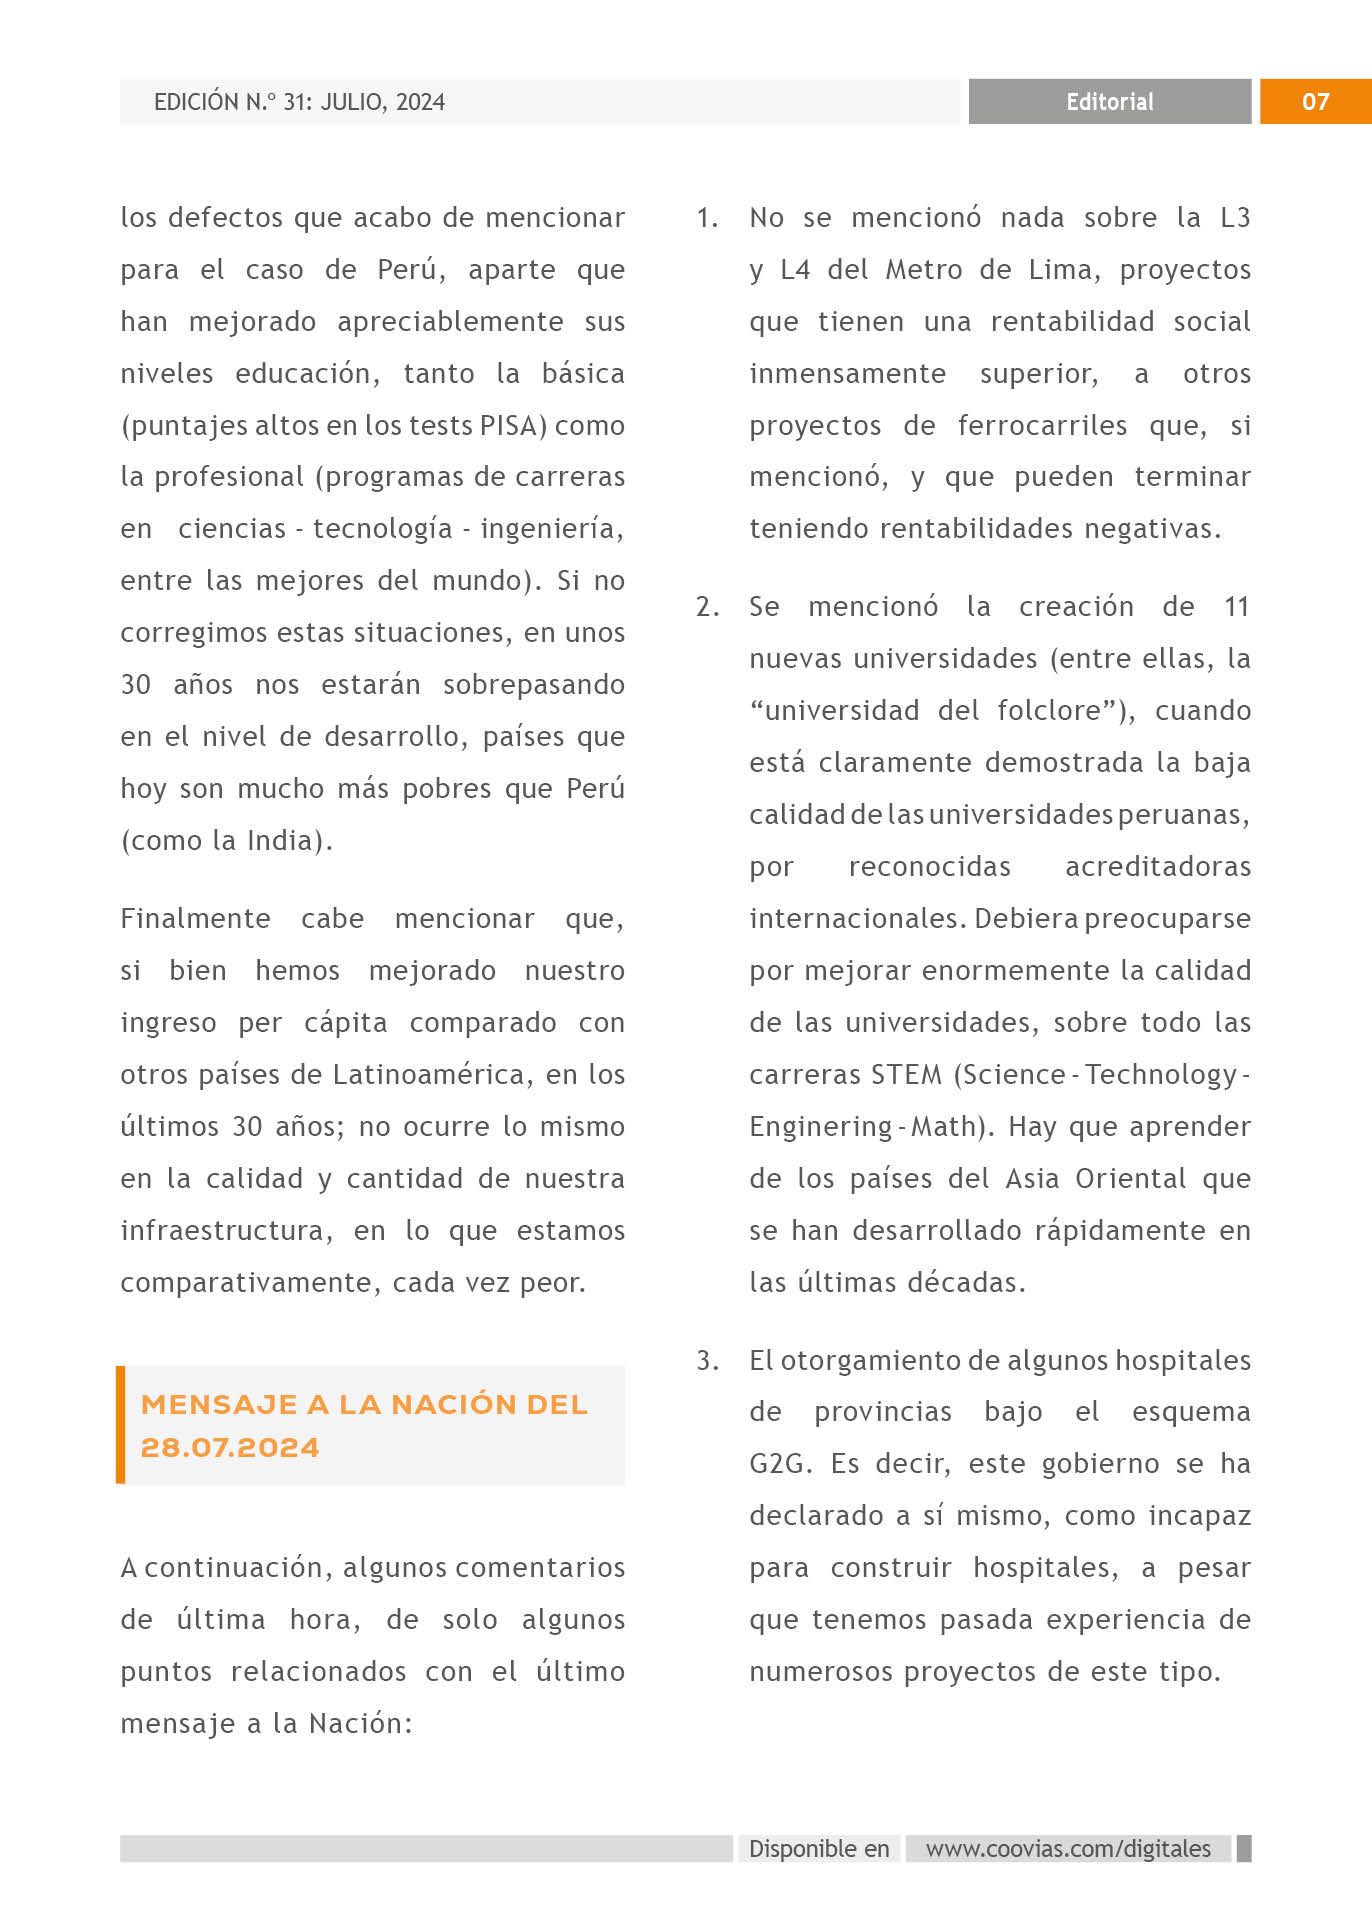 EDICIÓN N.º 31: JULIO, 2024
Editorial
07
los defectos que acabo de mencionar
para el caso de Perú, aparte que
han mejorado apreciablemente sus
niveles educación, tanto la básica
(puntajes altos en los tests PISA) como
la profesional (programas de carreras
en ciencias - tecnología - ingeniería,
entre las mejores del mundo). Si no
corregimos estas situaciones, en unos
30 años nos estarán sobrepasando
en el nivel de desarrollo, países que
hoy son mucho más pobres que Perú
(como la India).
Finalmente cabe mencionar que,
si bien hemos mejorado nuestro
ingreso per cápita comparado con
otros países de Latinoamérica, en los
últimos 30 años; no ocurre lo mismo
en la calidad y cantidad de nuestra
infraestructura, en lo que estamos
comparativamente, cada vez peor.
MENSAJE A LA NACIÓN DEL
28.07.2024
A continuación, algunos comentarios
de última hora, de solo algunos
puntos relacionados con el último
mensaje a la Nación:
1. No se mencionó nada sobre la L3
y L4 del Metro de Lima, proyectos
que tienen una rentabilidad social
inmensamente superior, a otros
proyectos de ferrocarriles que, si
mencionó, y que pueden terminar
teniendo rentabilidades negativas.
2. Se mencionó la creación de 11
nuevas universidades (entre ellas, la
“universidad del folclore”), cuando
está claramente demostrada la baja
calidad de las universidades peruanas,
por reconocidas acreditadoras
internacionales. Debiera preocuparse
por mejorar enormemente la calidad
de las universidades, sobre todo las
carreras STEM (Science - Technology -
Enginering - Math). Hay que aprender
de los países del Asia Oriental que
se han desarrollado rápidamente en
las últimas décadas.
3. El otorgamiento de algunos hospitales
de provincias bajo el esquema
G2G. Es decir, este gobierno se ha
declarado a sí mismo, como incapaz
para construir hospitales, a pesar
que tenemos pasada experiencia de
numerosos proyectos de este tipo.
Disponible en
www.coovias.com/digitales